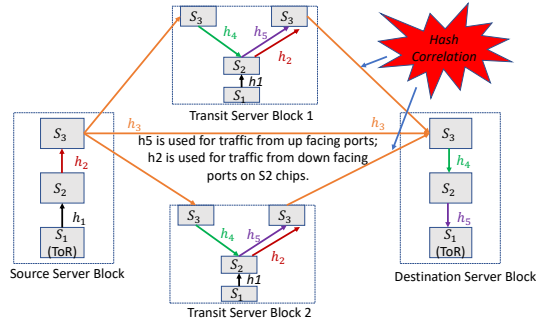 S3
S3
Hash
Correlation
h4
h5
h2
S2
h1
S1
Transit Server Block 1
h3
h3
h5 is used for traffic from up facing ports;
h2 is used for traffic from down facing
ports on S2 chips.
S3
h2
S2
h1
S1
(ToR)
Source Server Block
S3
h4
S2
h5
S1
(ToR)
Destination Server Block
S3
S3
h4
h5
h2
S2
h1
S1
Transit Server Block 2